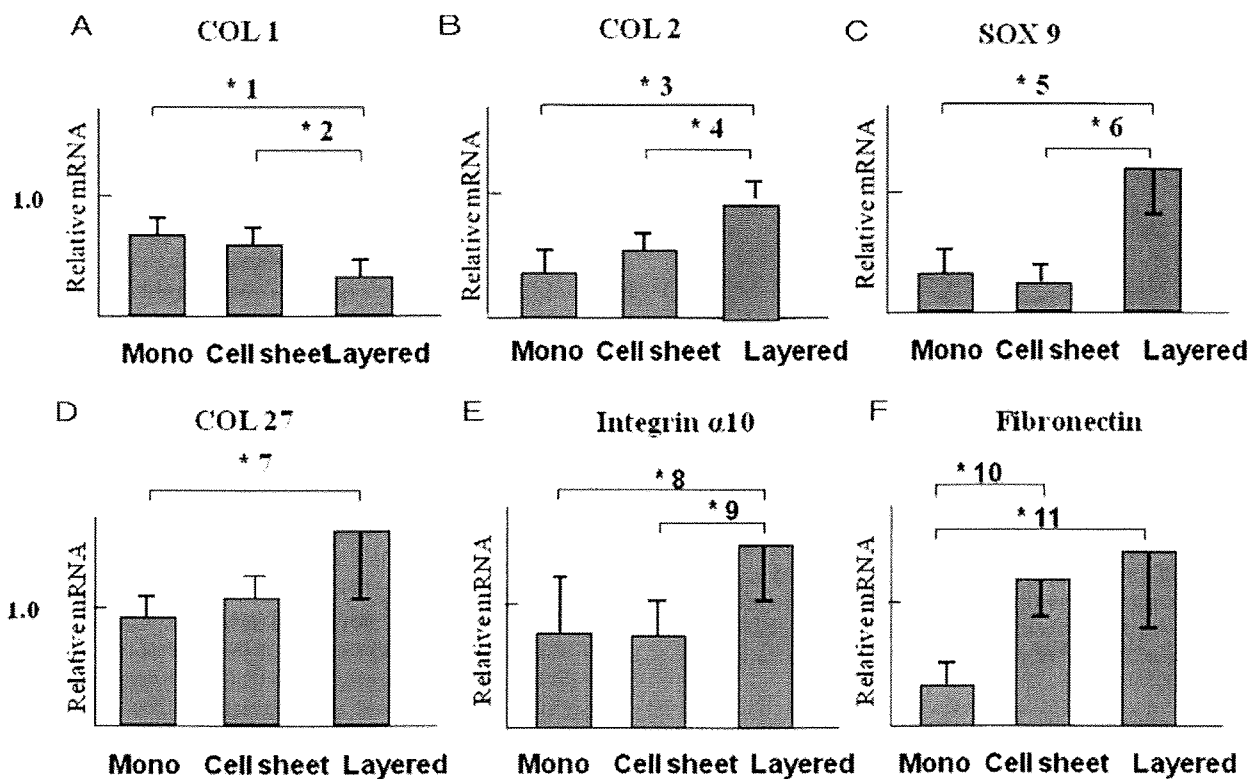 A COL 1
* 1
* 2
Relative mRNA
1.0
Mono Cell sheet Layered
B COL 2
* 3
* 4
Relative mRNA
Mono Cell sheet Layered
C SOX 9
* 5
* 6
Relative mRNA
Mono Cell sheet Layered
D COL 27
* 7
Relative mRNA
1.0
Mono Cell sheet Layered
E Integrin α10
* 8
* 9
Relative mRNA
Mono Cell sheet Layered
F Fibronectin
* 10
* 11
Relative mRNA
Mono Cell sheet Layered